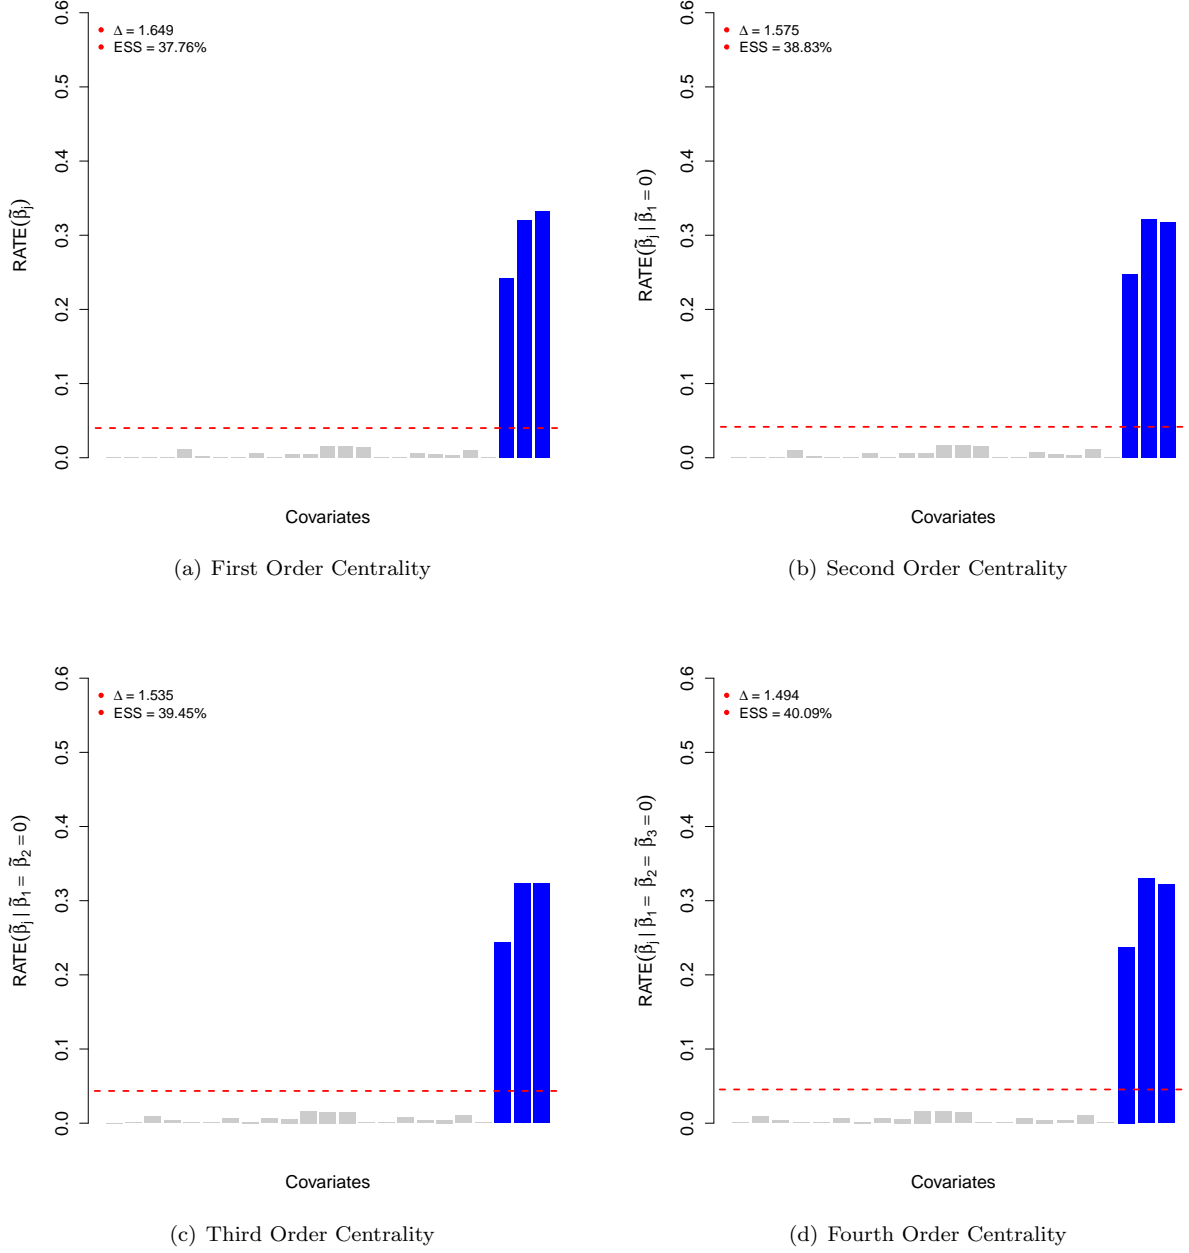 0.6
0.5
0.4
0.3
0.2
0.1
0.0
RATE(β̃j)
Δ = 1.649
ESS = 37.76%
Covariates
(a) First Order Centrality
0.6
0.5
0.4
0.3
0.2
0.1
0.0
RATE(β̃j | β̃1 = 0)
Δ = 1.575
ESS = 38.83%
Covariates
(b) Second Order Centrality
0.6
0.5
0.4
0.3
0.2
0.1
0.0
RATE(β̃j | β̃1 = β̃2 = 0)
Δ = 1.535
ESS = 39.45%
Covariates
(c) Third Order Centrality
0.6
0.5
0.4
0.3
0.2
0.1
0.0
RATE(β̃j | β̃1 = β̃2 = β̃3 = 0)
Δ = 1.494
ESS = 40.09%
Covariates
(d) Fourth Order Centrality